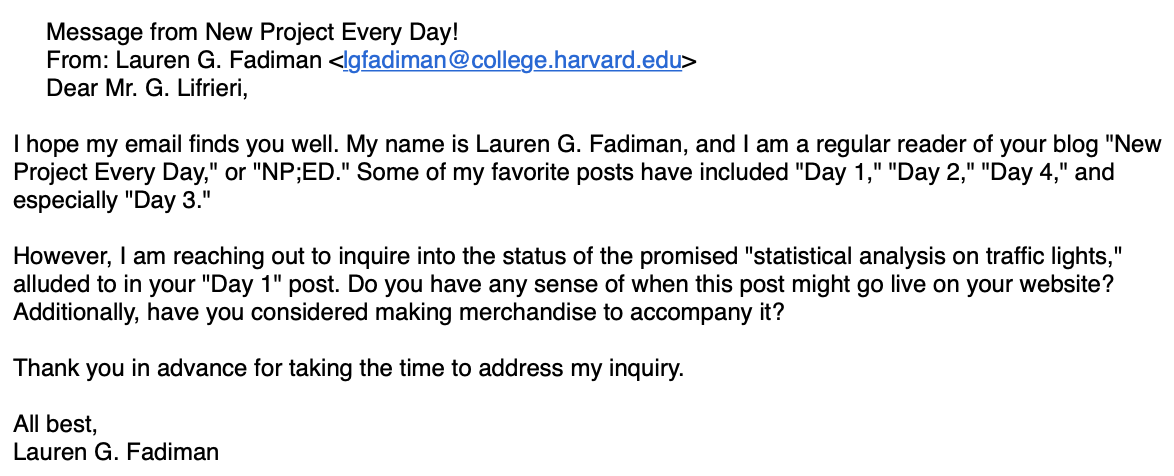 Message from New Project Every Day!
From: Lauren G. Fadiman <lgfadiman@college.harvard.edu>
Dear Mr. G. Lifrieri,
I hope my email finds you well. My name is Lauren G. Fadiman, and I am a regular reader of your blog "New
Project Every Day," or "NP;ED." Some of my favorite posts have included "Day 1," "Day 2," "Day 4," and
especially "Day 3."
However, I am reaching out to inquire into the status of the promised "statistical analysis on traffic lights,"
alluded to in your "Day 1" post. Do you have any sense of when this post might go live on your website?
Additionally, have you considered making merchandise to accompany it?
Thank you in advance for taking the time to address my inquiry.
All best,
Lauren G. Fadiman